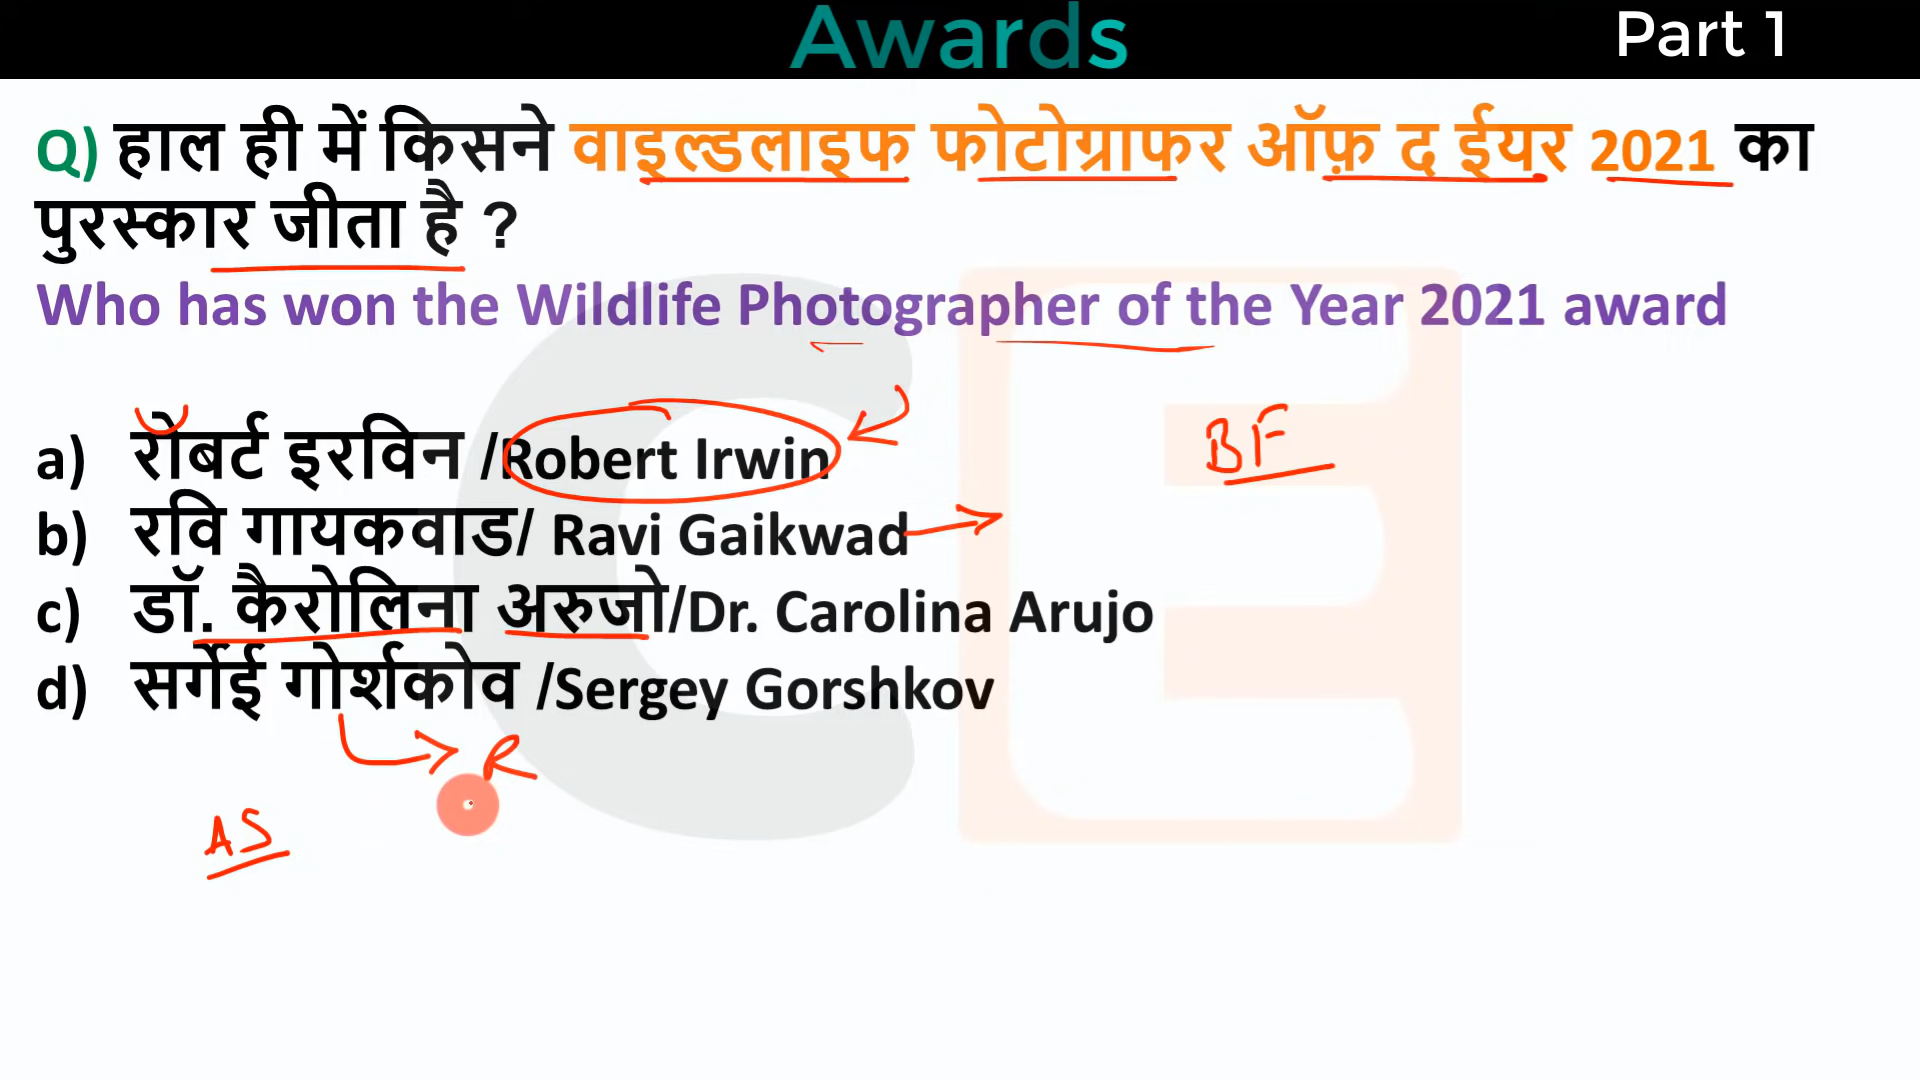 Awards
Part 1
Q) हाल ही में किसने वाइल्डलाइफ फोटोग्राफर ऑफ़ द ईयर 2021 का
पुरस्कार जीता है ?
Who has won the Wildlife Photographer of the Year 2021 award
a) रॉबर्ट इरविन /Robert Irwin
BF
b) रवि गायकवाड/ Ravi Gaikwad
c) डॉ. कैरोलिना अरुजो/Dr. Carolina Arujo
d) सर्गेई गोर्शकोव /Sergey Gorshkov
R
AS
CE